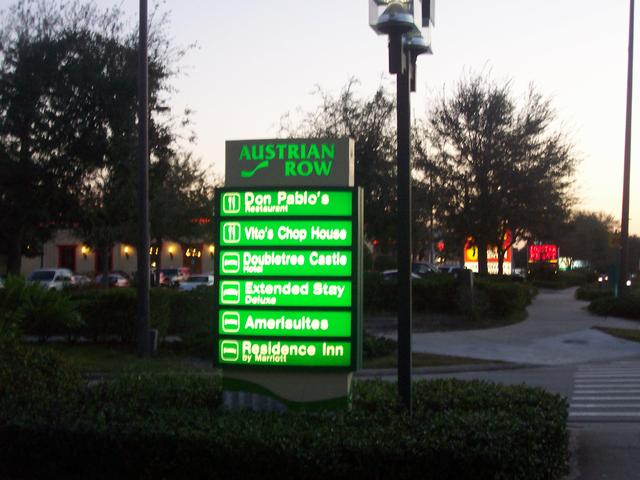 AUSTRIAN
ROW
Don Pablo's
Restaurant
Vito's Chop House
Doubletree Castle
Hotel
Extended Stay
Deluxe
Amerisuites
Residence Inn
by Marriott